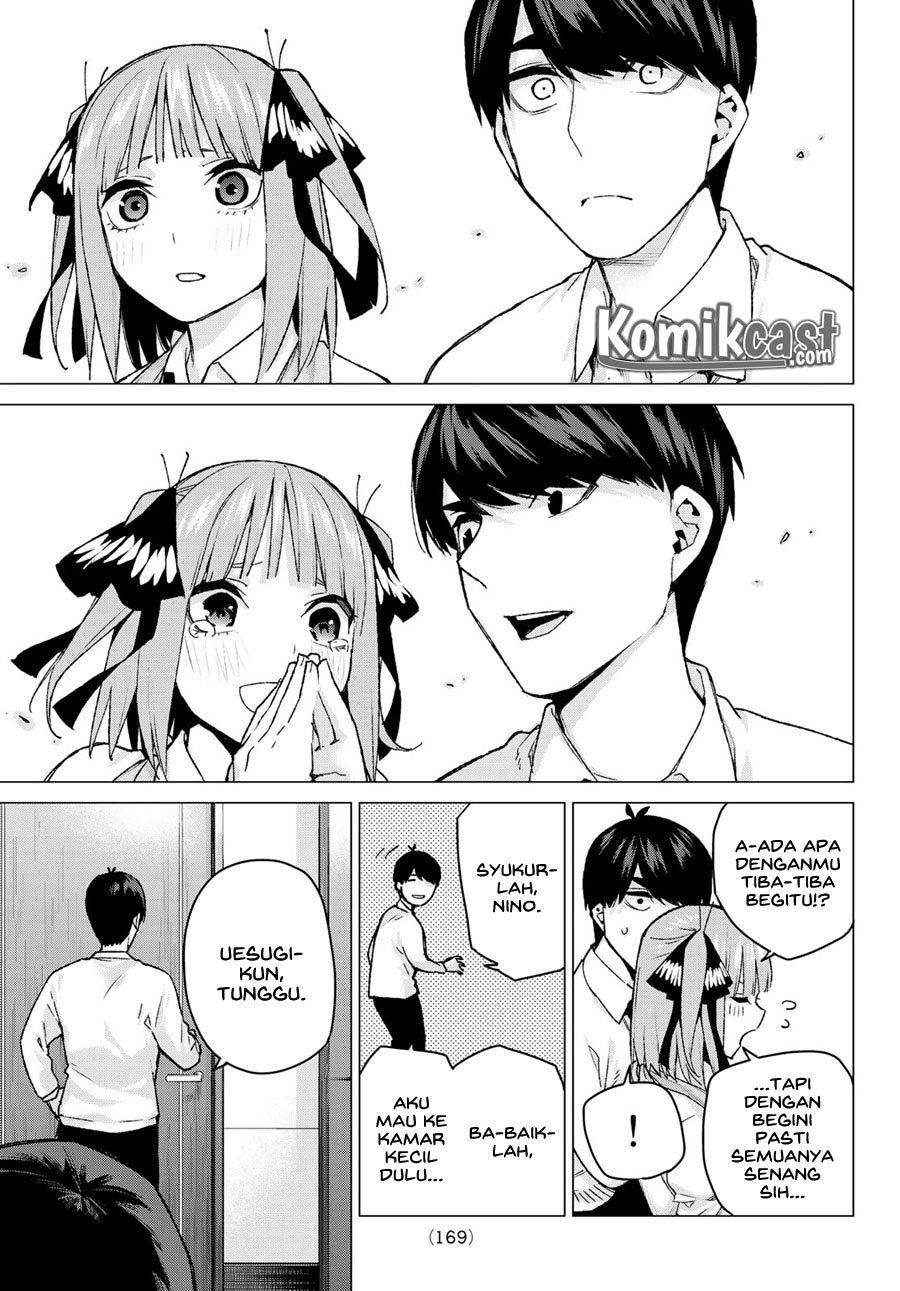 Komikcast
.com
A-ADA APA
DENGANMU
TIBA-TIBA
BEGITU!?
...TAPI
DENGAN
BEGINI
PASTI
SEMUANYA
SENANG
SIH...
!
SYUKUR-
LAH,
NINO.
BA-BAIK-
LAH,
AKU
MAU KE
KAMAR
KECIL
DULU...
UESUGI-
KUN,
TUNGGU.
(169)